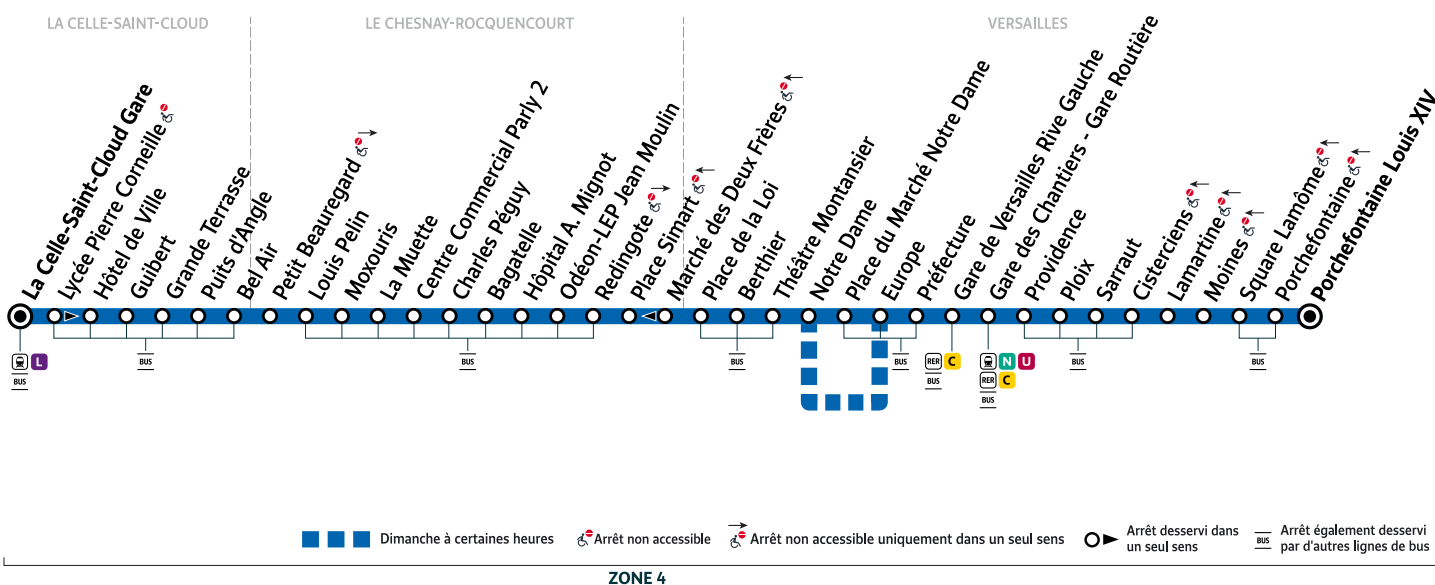 LA CELLE-SAINT-CLOUD
LE CHESNAY-ROCQUENCOURT
VERSAILLES
La Celle-Saint-Cloud Gare
Lycée Pierre Corneille
Hôtel de Ville
Guibert
Grande Terrasse
Puits d'Angle
Bel Air
Petit Beauregard
Louis Pelin
Moxouris
La Muette
Centre Commercial Parly 2
Charles Péguy
Bagatelle
Hôpital A. Mignot
Odéon-LEP Jean Moulin
Redingote
Place Simart
Marché des Deux Frères
Place de la Loi
Berthier
Théâtre Montansier
Notre Dame
Place du Marché Notre Dame
Europe
Préfecture
Gare de Versailles Rive Gauche
Gare des Chantiers - Gare Routière
Providence
Ploix
Sarraut
Cisterciens
Lamartine
Moines
Square Lamôme
Porchefontaine
Porchefontaine Louis XIV
L
BUS
BUS
BUS
BUS
BUS
RER C
BUS
N U
RER C
BUS
BUS
BUS
Dimanche à certaines heures
Arrêt non accessible
Arrêt non accessible uniquement dans un seul sens
Arrêt desservi dans
un seul sens
BUS
Arrêt également desservi
par d'autres lignes de bus
ZONE 4